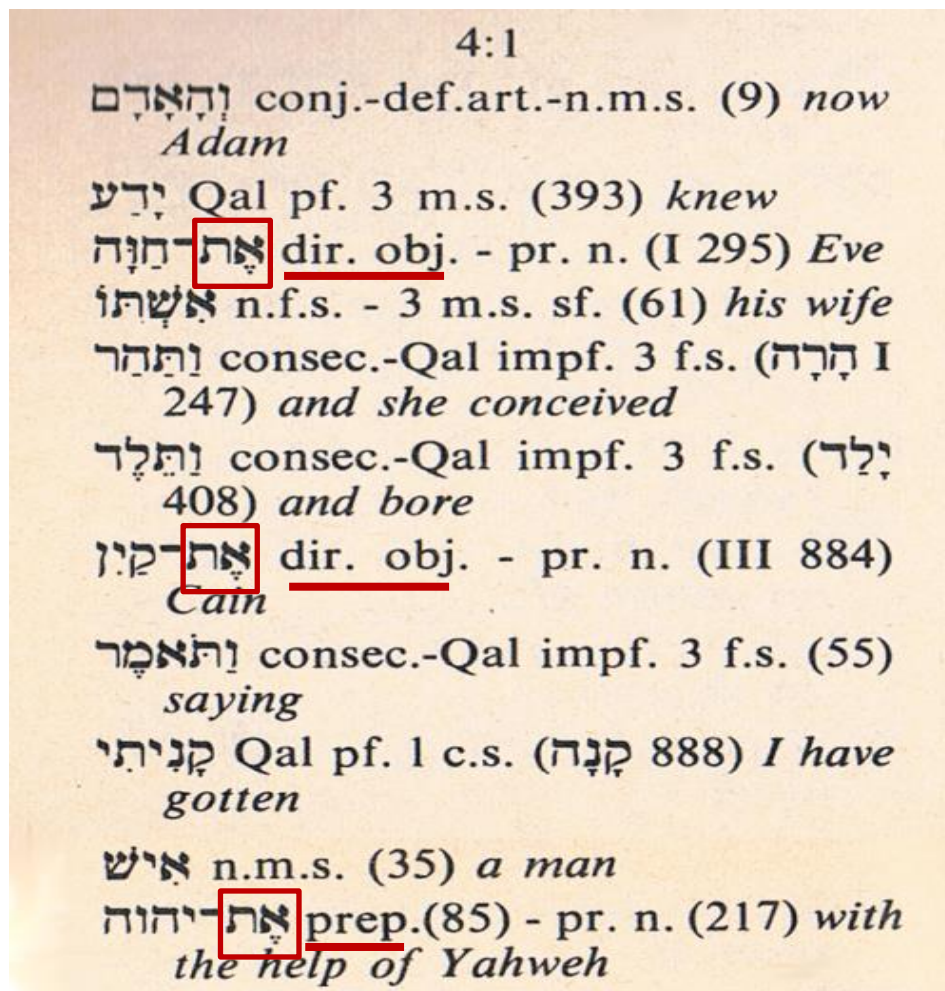 4:1
וְהָאָדָם conj.-def.art.-n.m.s. (9) now
Adam
יָדַע Qal pf. 3 m.s. (393) knew
אֶת־חַוָּה dir. obj. - pr. n. (I 295) Eve
אִשְׁתּוֹ n.f.s. - 3 m.s. sf. (61) his wife
וַתַּהַר consec.-Qal impf. 3 f.s. (הָרָה I
247) and she conceived
וַתֵּלֶד consec.-Qal impf. 3 f.s. (יָלַד
408) and bore
אֶת־קַיִן dir. obj. - pr. n. (III 884)
Cain
וַתֹּאמֶר consec.-Qal impf. 3 f.s. (55)
saying
קָנִיתִי Qal pf. 1 c.s. (קָנָה 888) I have
gotten
אִישׁ n.m.s. (35) a man
אֶת־יהוה prep.(85) - pr. n. (217) with
the help of Yahweh